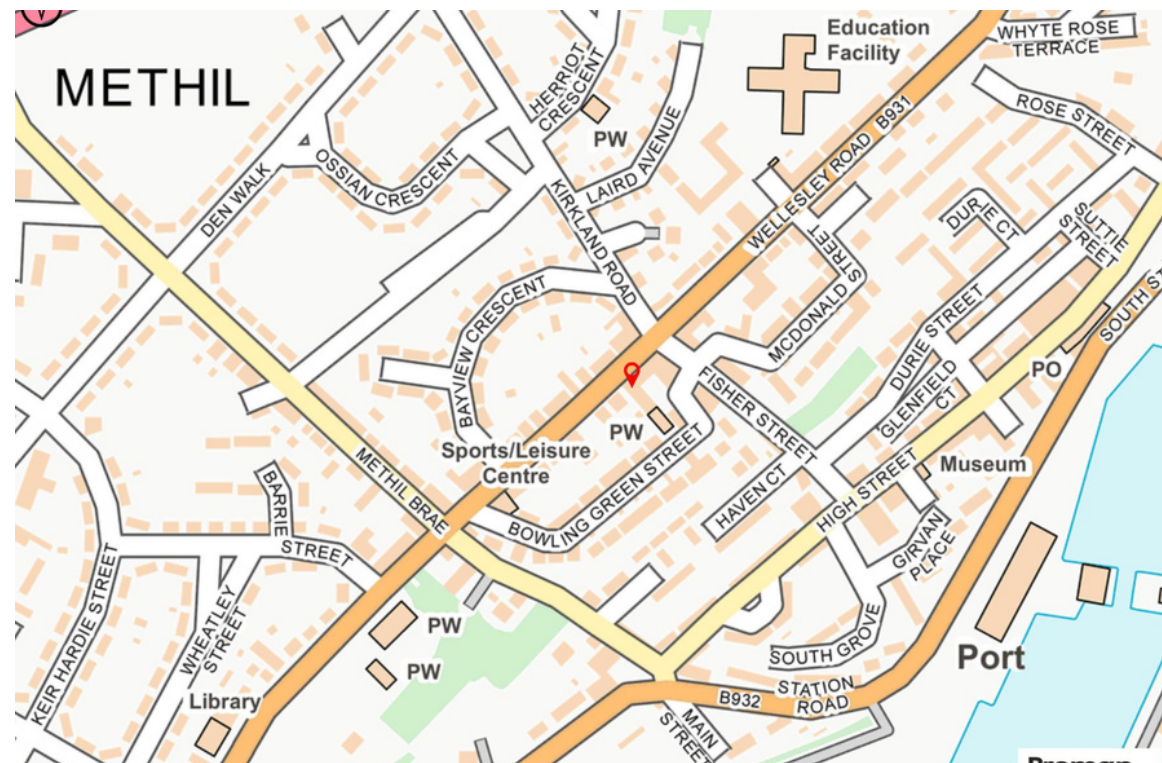 Education
Facility
WHYTE ROSE
TERRACE
METHIL
HERRIOT
CRESCENT
PW
ROSE STREET
OSSIAN CRESCENT
LAIRD AVENUE
WELLESLEY ROAD B931
DEN WALK
KIRKLAND ROAD
DURIE CT
SUTTIE
STREET
MCDONALD STREET
BAYVIEW CRESCENT
DURIE STREET
SOUTH ST
PO
FISHER STREET
GLENFIELD
CT
PW
Sports/Leisure
Centre
METHIL BRAE
BOWLING GREEN STREET
HAVEN CT
HIGH STREET
Museum
BARRIE
STREET
GIRVAN
PLACE
KEIR HARDIE STREET
WHEATLEY
STREET
PW
PW
SOUTH GROVE
Port
Library
B932
STATION
ROAD
MAIN
STREET